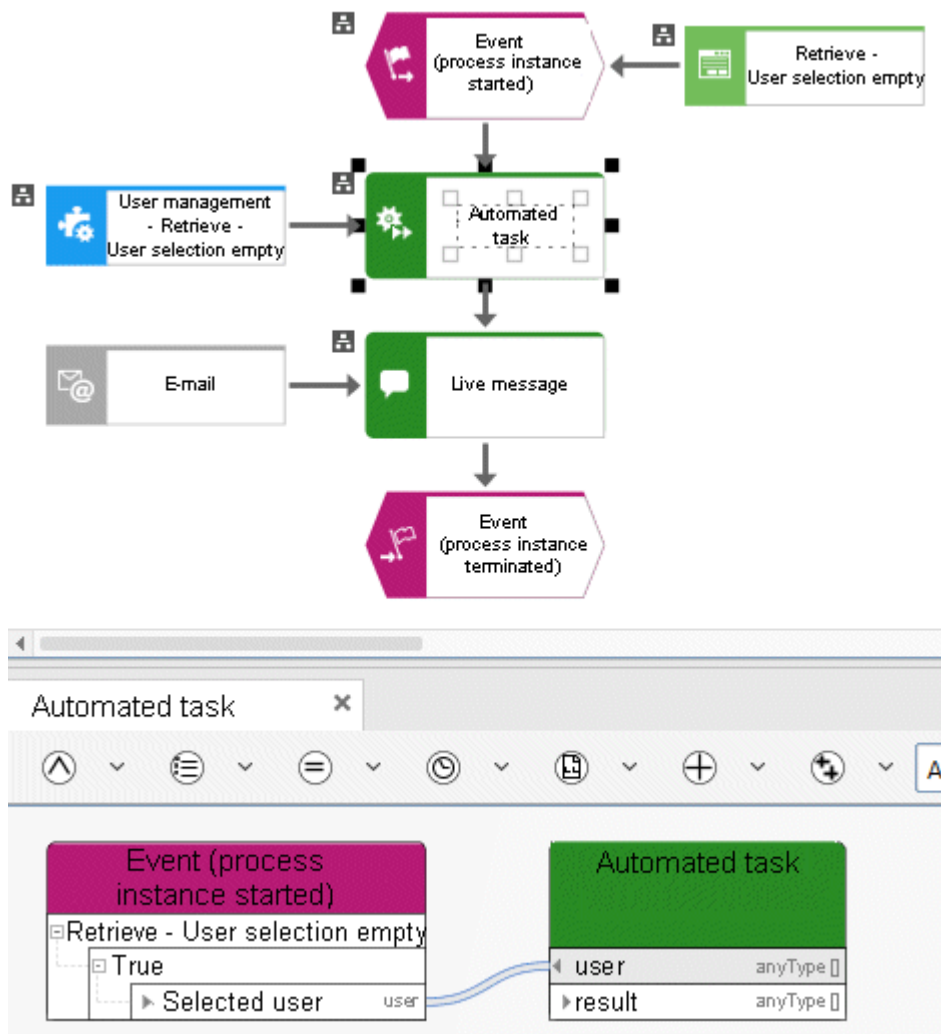 Event
(process instance
started)
Retrieve -
User selection empty
User management
- Retrieve -
User selection empty
Automated
task
E-mail
Live message
Event
(process instance
terminated)
Automated task
A
Event (process
instance started)
Retrieve - User selection empty
True
Selected user user
Automated task
user anyType []
result anyType []